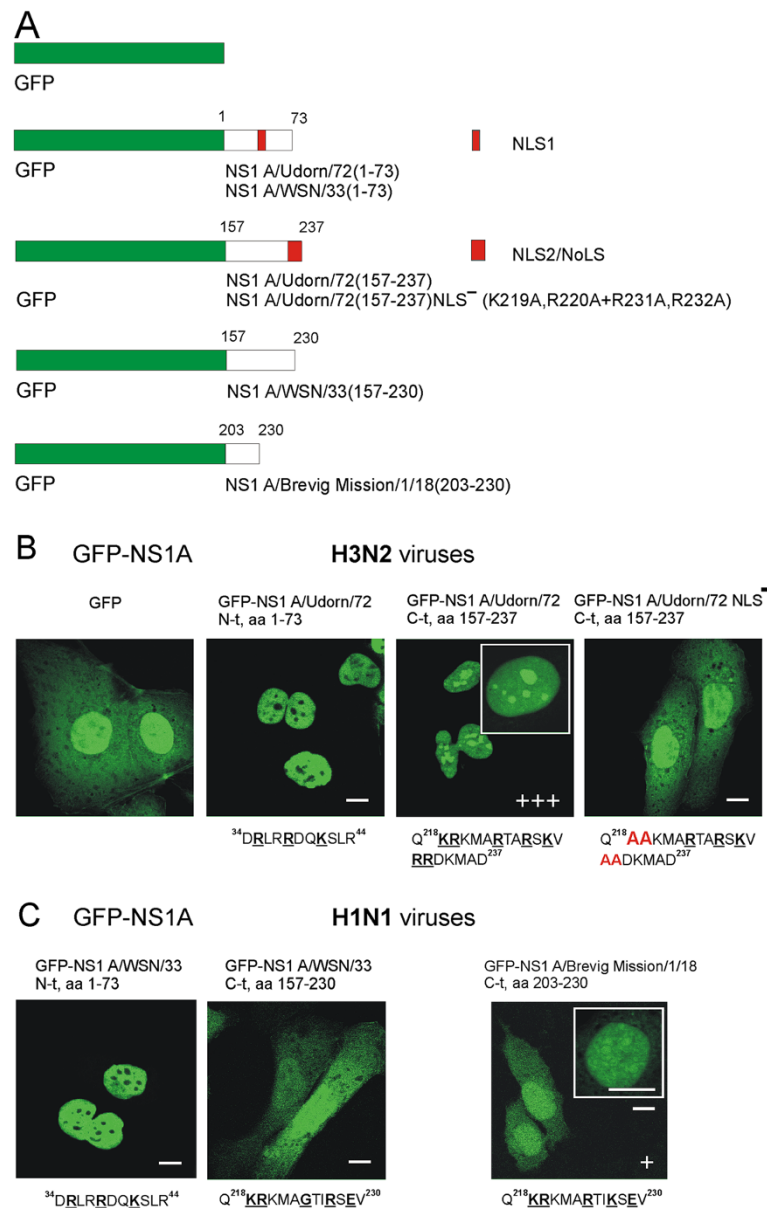 A
GFP
1 73
NLS1
GFP NS1 A/Udorn/72(1-73)
NS1 A/WSN/33(1-73)
157 237
NLS2/NoLS
NS1 A/Udorn/72(157-237)
GFP NS1 A/Udorn/72(157-237)NLS⁻ (K219A,R220A+R231A,R232A)
157 230
GFP NS1 A/WSN/33(157-230)
203 230
GFP NS1 A/Brevig Mission/1/18(203-230)
B GFP-NS1A H3N2 viruses
GFP
GFP-NS1 A/Udorn/72
N-t, aa 1-73
GFP-NS1 A/Udorn/72
C-t, aa 157-237
GFP-NS1 A/Udorn/72 NLS⁻
C-t, aa 157-237
+++
³⁴DRLRRDQKSLR⁴⁴
Q²¹⁸KRKMARTARSKV
RRDKMAD²³⁷
Q²¹⁸AAKMARTARSKV
AADKMAD²³⁷
C GFP-NS1A H1N1 viruses
GFP-NS1 A/WSN/33
N-t, aa 1-73
GFP-NS1 A/WSN/33
C-t, aa 157-230
GFP-NS1 A/Brevig Mission/1/18
C-t, aa 203-230
+
³⁴DRLRRDQKSLR⁴⁴
Q²¹⁸KRKMAGTIRSEV²³⁰
Q²¹⁸KRKMARTIKSEV²³⁰